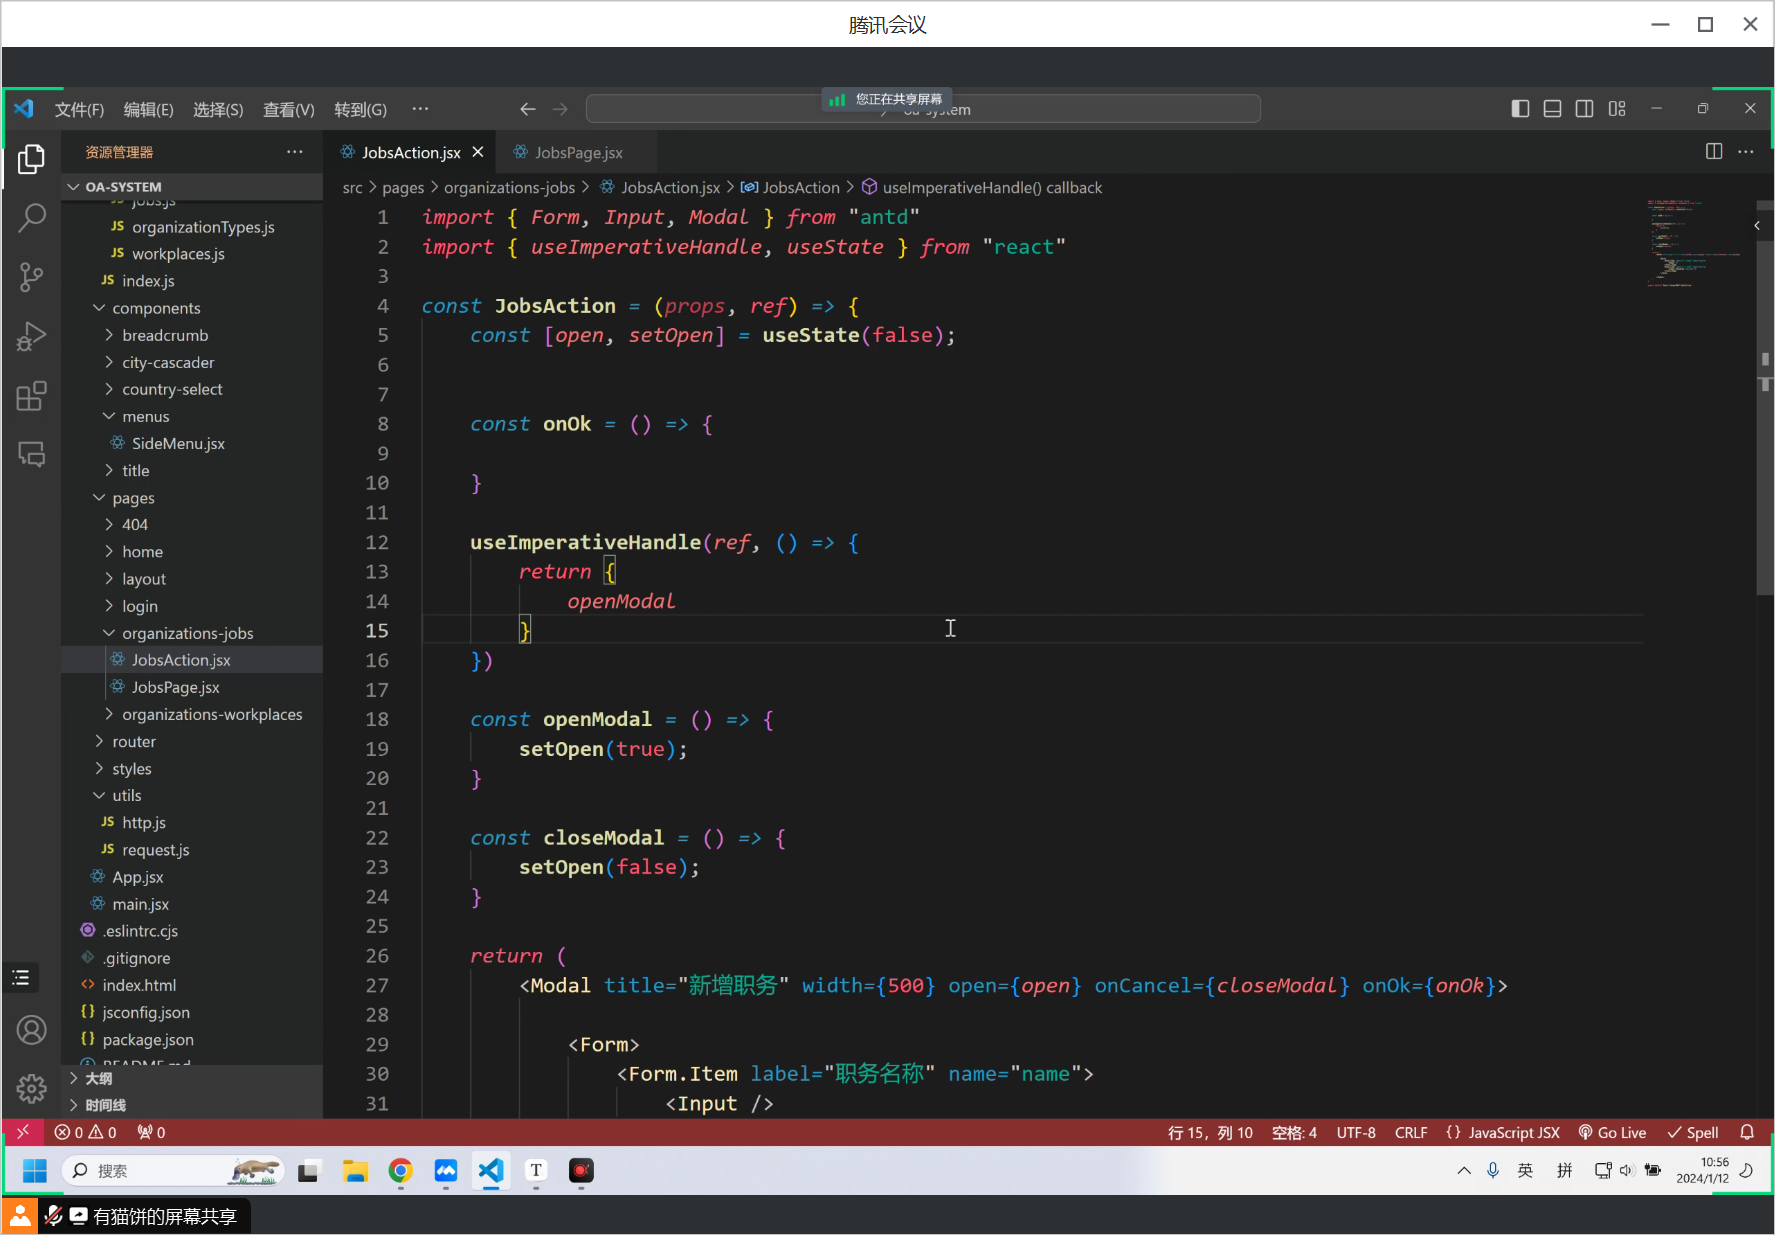 腾讯会议
文件(F) 编辑(E) 选择(S) 查看(V) 转到(G) ···
您正在共享屏幕
oa-system
资源管理器
JobsAction.jsx
JobsPage.jsx
OA-SYSTEM
src > pages > organizations-jobs > JobsAction.jsx > JobsAction > useImperativeHandle() callback
jobs.js
JS organizationTypes.js
JS workplaces.js
JS index.js
components
breadcrumb
city-cascader
country-select
menus
SideMenu.jsx
title
pages
404
home
layout
login
organizations-jobs
JobsAction.jsx
JobsPage.jsx
organizations-workplaces
router
styles
utils
JS http.js
JS request.js
App.jsx
main.jsx
.eslintrc.cjs
.gitignore
<> index.html
{} jsconfig.json
{} package.json
README.md
大纲
时间线
1 import { Form, Input, Modal } from "antd"
2 import { useImperativeHandle, useState } from "react"
3
4 const JobsAction = (props, ref) => {
5 const [open, setOpen] = useState(false);
6
7
8 const onOk = () => {
9
10 }
11
12 useImperativeHandle(ref, () => {
13 return {
14 openModal
15 }
16 })
17
18 const openModal = () => {
19 setOpen(true);
20 }
21
22 const closeModal = () => {
23 setOpen(false);
24 }
25
26 return (
27 <Modal title="新增职务" width={500} open={open} onCancel={closeModal} onOk={onOk}>
28
29 <Form>
30 <Form.Item label="职务名称" name="name">
31 <Input />
0 0 0
行 15，列 10 空格: 4 UTF-8 CRLF {} JavaScript JSX Go Live Spell
搜索
T
英 拼
10:56
2024/1/12
有猫饼的屏幕共享